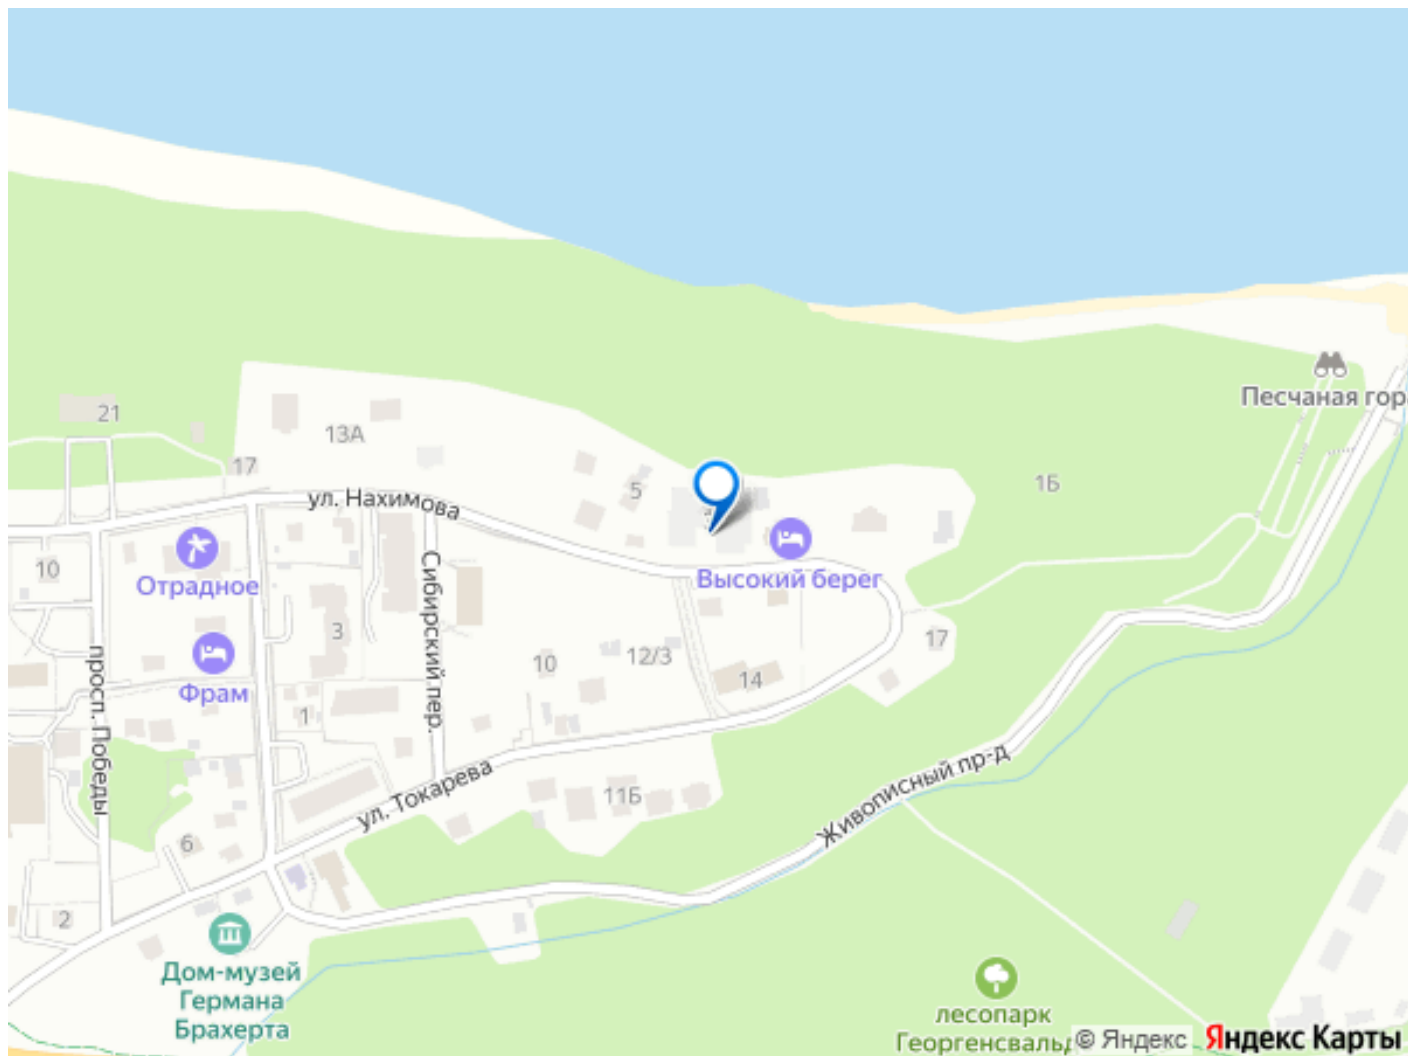 Песчаная гор
21
13А
17
5
1Б
ул. Нахимова
Отрадное
10
Высокий берег
Сибирский пер.
3
12/3
10
17
14
Фрам
1
просп. Победы
11Б
ул. Токарева
Живописный пр-д
6
2
Дом-музей
Германа
Брахерта
лесопарк
Георгенсвальд
© Яндекс
Яндекс Карты